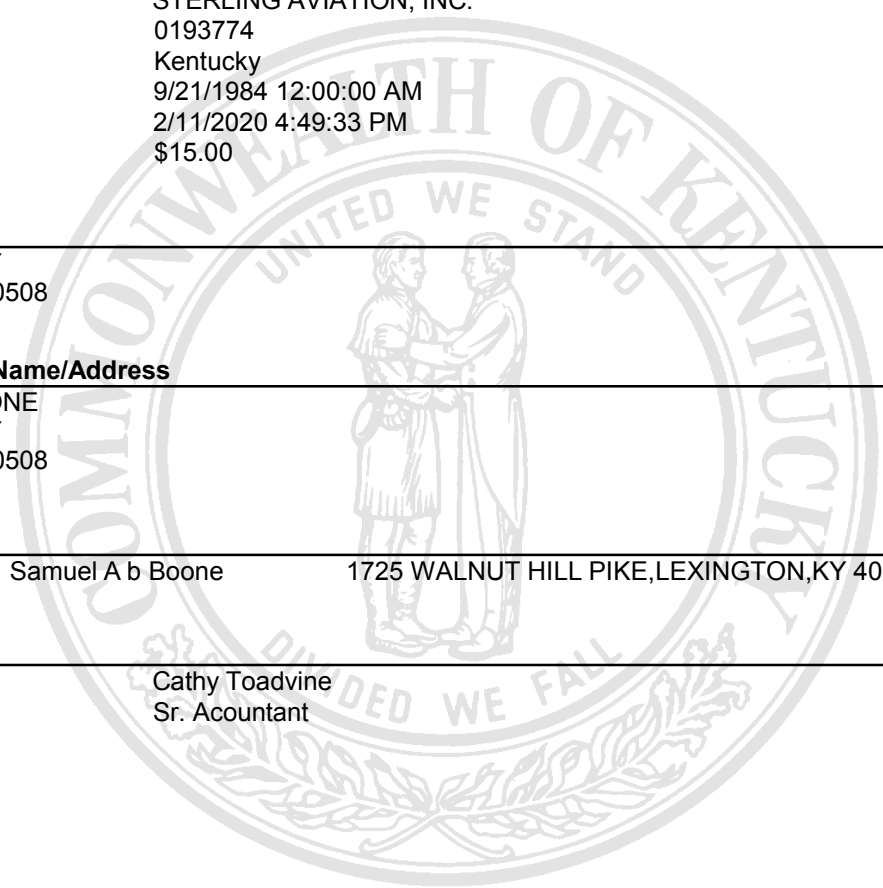 STERLING AVIATION, INC.
0193774
Kentucky
9/21/1984 12:00:00 AM
2/11/2020 4:49:33 PM
$15.00
COMMONWEALTH OF KENTUCKY
UNITED WE STAND
0508
Name/Address
ONE
0508
Samuel A b Boone 1725 WALNUT HILL PIKE,LEXINGTON,KY 40
DIVIDED WE FALL
Cathy Toadvine
Sr. Acountant